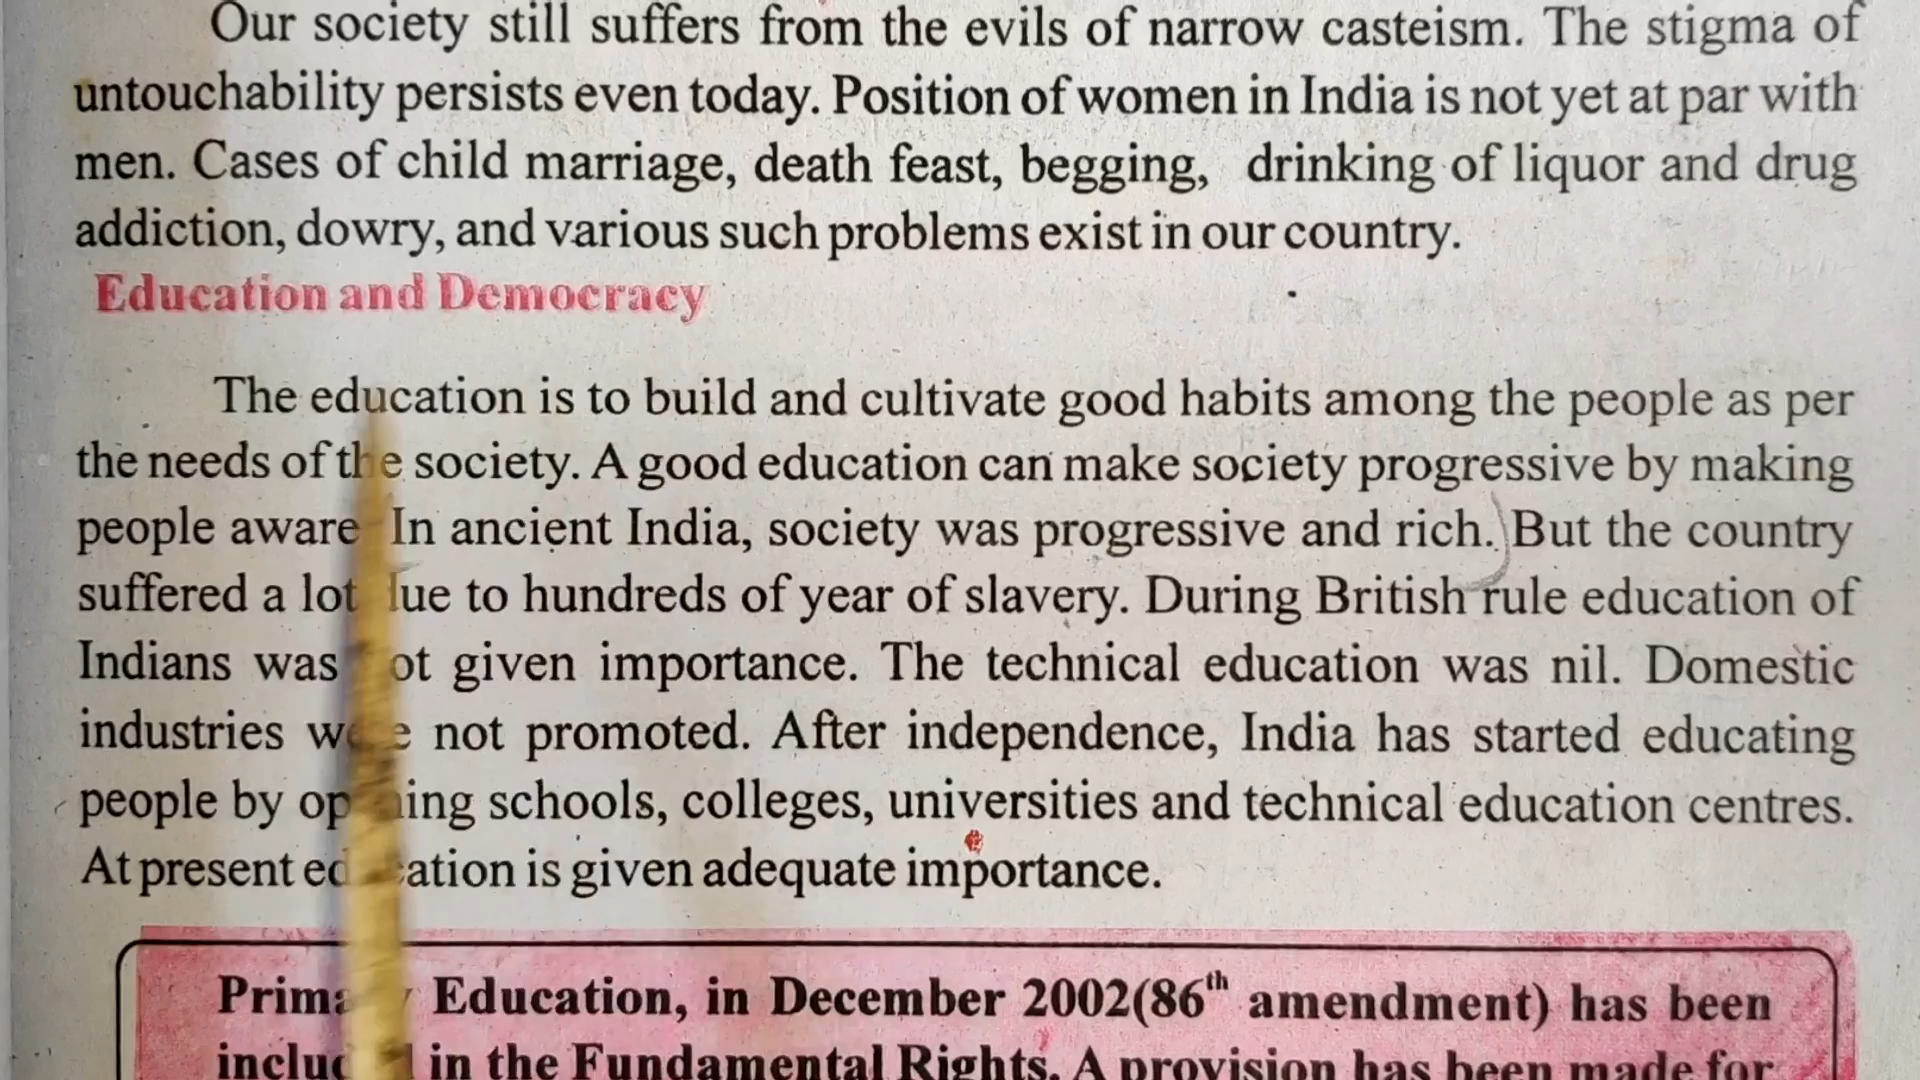 Our society still suffers from the evils of narrow casteism. The stigma of
untouchability persists even today. Position of women in India is not yet at par with
men. Cases of child marriage, death feast, begging, drinking of liquor and drug
addiction, dowry, and various such problems exist in our country.
Education and Democracy
The education is to build and cultivate good habits among the people as per
the needs of the society. A good education can make society progressive by making
people aware In ancient India, society was progressive and rich. But the country
suffered a lot due to hundreds of year of slavery. During British rule education of
Indians was not given importance. The technical education was nil. Domestic
industries were not promoted. After independence, India has started educating
people by opening schools, colleges, universities and technical education centres.
At present education is given adequate importance.
Primary Education, in December 2002(86th amendment) has been
included in the Fundamental Rights. A provision has been made for